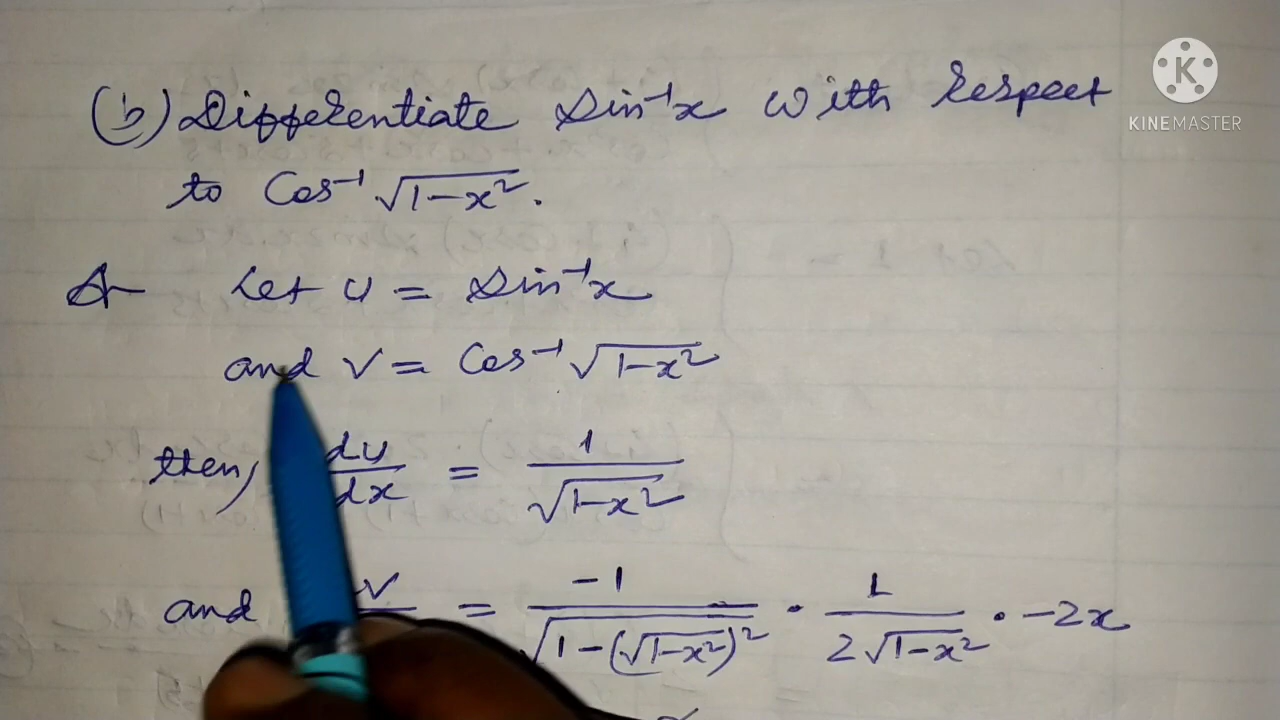 (b) Differentiate Sin⁻¹x with respect
to Cos⁻¹ √(1-x²).
Let u = Sin⁻¹x
and v = Cos⁻¹ √(1-x²)
then, du/dx = 1/√(1-x²)
and v = -1/√(1-(√(1-x²))²) · 1/(2√(1-x²)) · -2x
KINEMASTER